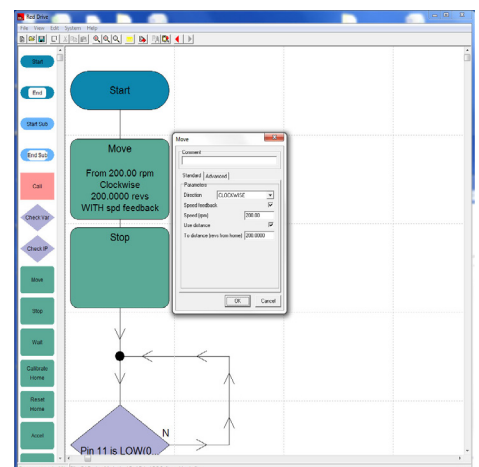 Red Drive
File View Edit System Help
Start
End
Start Sub
End Sub
Call
Check Var
Check IP
Move
Stop
Wait
Calibrate
Home
Reset
Home
Accel
Start
Move
From 200.00 rpm
Clockwise
200.0000 revs
WITH spd feedback
Stop
N
Pin 11 is LOW(0...
Move
Comment
Standard Advanced
Parameters
Direction CLOCKWISE
Speed feedback
Speed (rpm) 200.00
Use distance
To distance (revs from home) 200.0000
OK Cancel